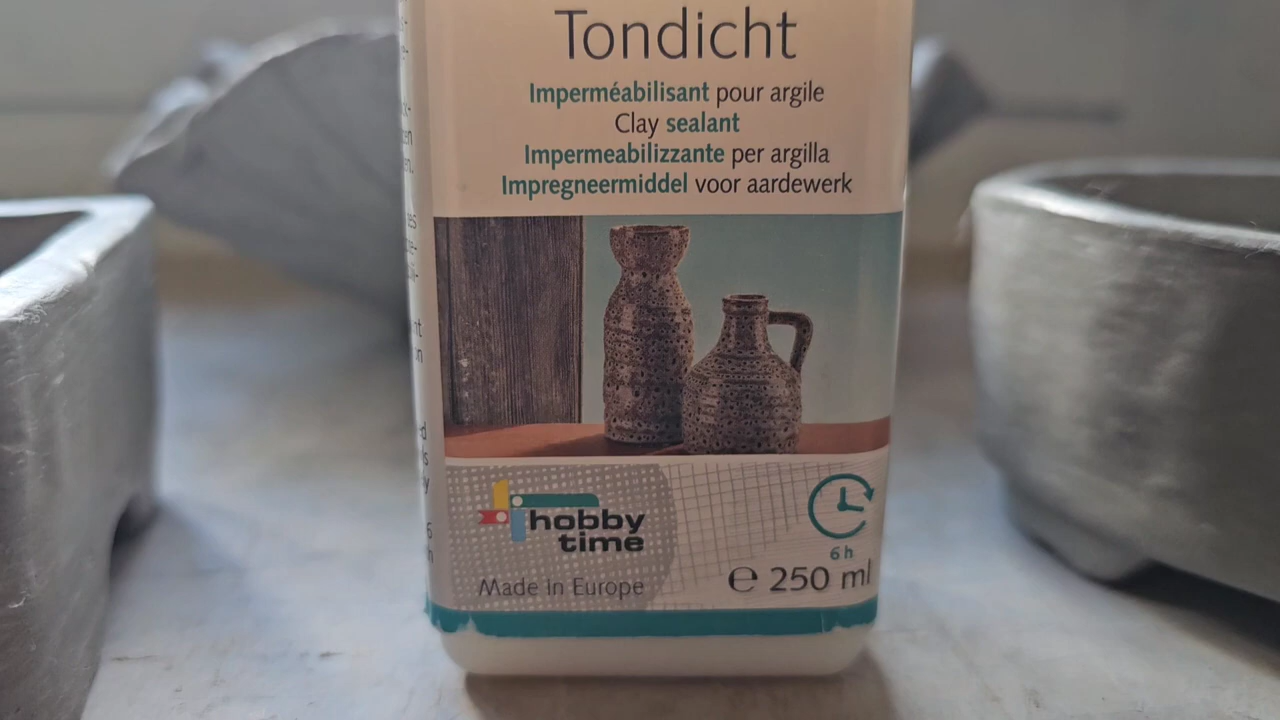 Tondicht
Imperméabilisant pour argile
Clay sealant
Impermeabilizzante per argilla
Impregneermiddel voor aardewerk
hobby
time
6 h
Made in Europe
e 250 ml